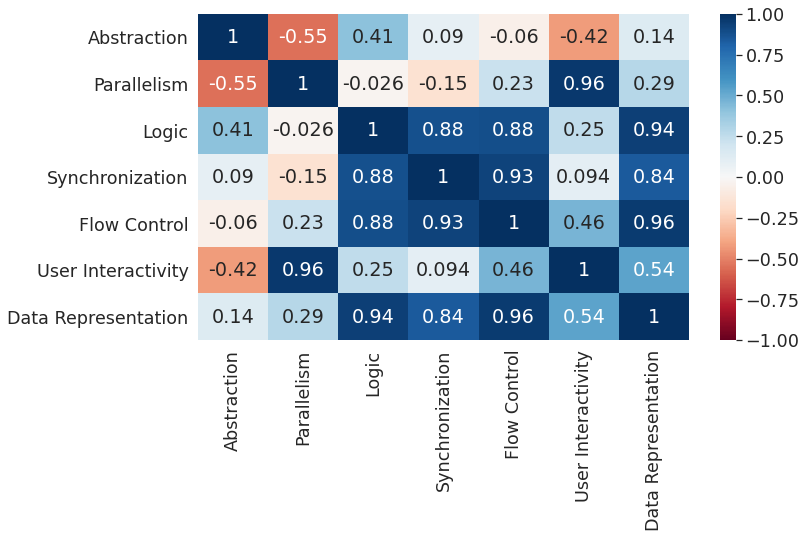 Abstraction 1 -0.55 0.41 0.09 -0.06 -0.42 0.14
Parallelism -0.55 1 -0.026 -0.15 0.23 0.96 0.29
Logic 0.41 -0.026 1 0.88 0.88 0.25 0.94
Synchronization 0.09 -0.15 0.88 1 0.93 0.094 0.84
Flow Control -0.06 0.23 0.88 0.93 1 0.46 0.96
User Interactivity -0.42 0.96 0.25 0.094 0.46 1 0.54
Data Representation 0.14 0.29 0.94 0.84 0.96 0.54 1
Abstraction
Parallelism
Logic
Synchronization
Flow Control
User Interactivity
Data Representation
1.00
0.75
0.50
0.25
0.00
−0.25
−0.50
−0.75
−1.00